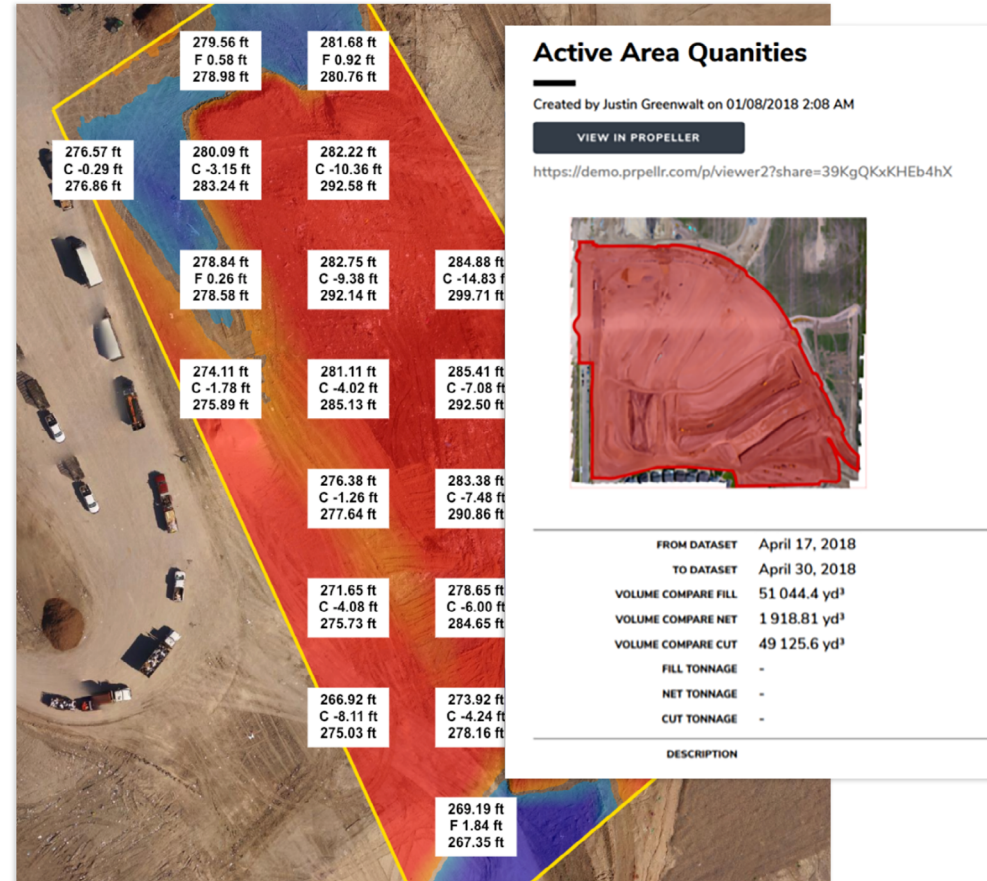 279.56 ft
F 0.58 ft
278.98 ft
281.68 ft
F 0.92 ft
280.76 ft
276.57 ft
C -0.29 ft
276.86 ft
280.09 ft
C -3.15 ft
283.24 ft
282.22 ft
C -10.36 ft
292.58 ft
278.84 ft
F 0.26 ft
278.58 ft
282.75 ft
C -9.38 ft
292.14 ft
284.88 ft
C -14.83 f
299.71 ft
274.11 ft
C -1.78 ft
275.89 ft
281.11 ft
C -4.02 ft
285.13 ft
285.41 ft
C -7.08 ft
292.50 ft
276.38 ft
C -1.26 ft
277.64 ft
283.38 ft
C -7.48 ft
290.86 ft
271.65 ft
C -4.08 ft
275.73 ft
278.65 ft
C -6.00 ft
284.65 ft
266.92 ft
C -8.11 ft
275.03 ft
273.92 ft
C -4.24 ft
278.16 ft
269.19 ft
F 1.84 ft
267.35 ft
Active Area Quanities
Created by Justin Greenwalt on 01/08/2018 2:08 AM
VIEW IN PROPELLER
https://demo.prpellr.com/p/viewer2?share=39KgQKxKHEb4hX
FROM DATASET April 17, 2018
TO DATASET April 30, 2018
VOLUME COMPARE FILL 51 044.4 yd³
VOLUME COMPARE NET 1 918.81 yd³
VOLUME COMPARE CUT 49 125.6 yd³
FILL TONNAGE -
NET TONNAGE -
CUT TONNAGE -
DESCRIPTION